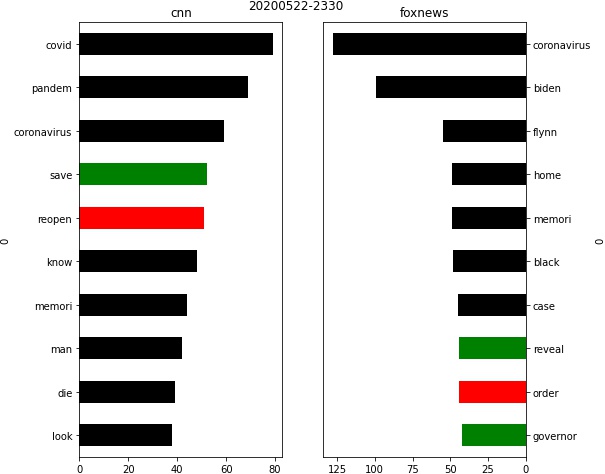 20200522-2330
cnn
foxnews
covid
pandem
coronavirus
save
reopen
know
memori
man
die
look
0 20 40 60 80
0
coronavirus
biden
flynn
home
memori
black
case
reveal
order
governor
125 100 75 50 25 0
0